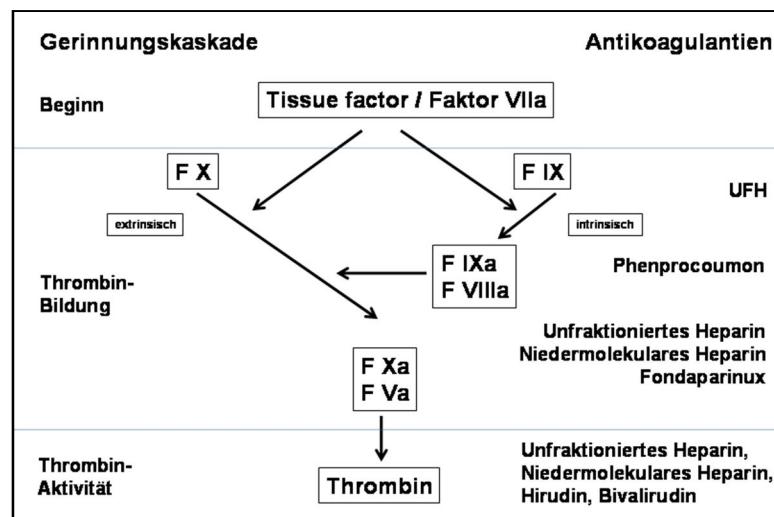 Gerinnungskaskade
Antikoagulantien
Beginn
Tissue factor / Faktor VIIa
F X
F IX
UFH
extrinsisch
intrinsisch
F IXa
F VIIIa
Phenprocoumon
Thrombin-
Bildung
Unfraktioniertes Heparin
Niedermolekulares Heparin
Fondaparinux
F Xa
F Va
Thrombin-
Aktivität
Thrombin
Unfraktioniertes Heparin,
Niedermolekulares Heparin,
Hirudin, Bivalirudin